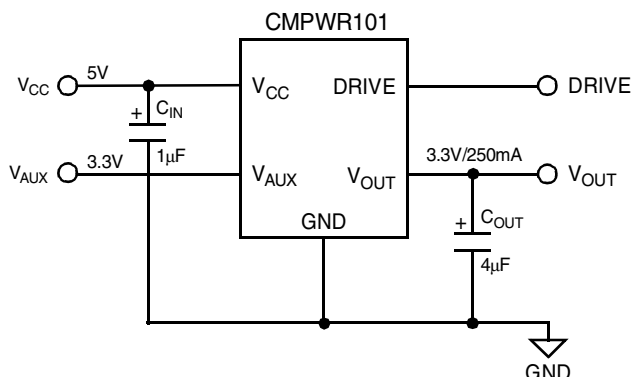 CMPWR101
V_CC 5V V_CC DRIVE DRIVE
+ C_IN
1μF
V_AUX 3.3V V_AUX V_OUT 3.3V/250mA V_OUT
GND
+ C_OUT
4μF
GND